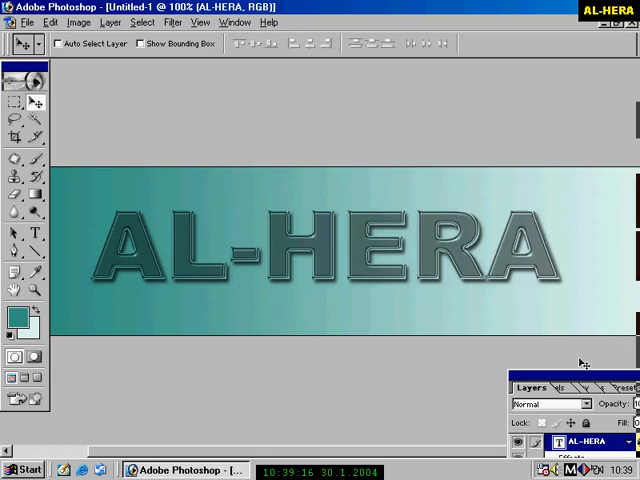 Adobe Photoshop - [Untitled-1 @ 100% (AL-HERA, RGB)]
AL-HERA
File Edit Image Layer Select Filter View Window Help
Auto Select Layer Show Bounding Box
AL-HERA
Layers
Normal Opacity:
Lock: Fill:
T AL-HERA
Effects
Start Adobe Photoshop - [... 10:39:16 30.1.2004 10:39